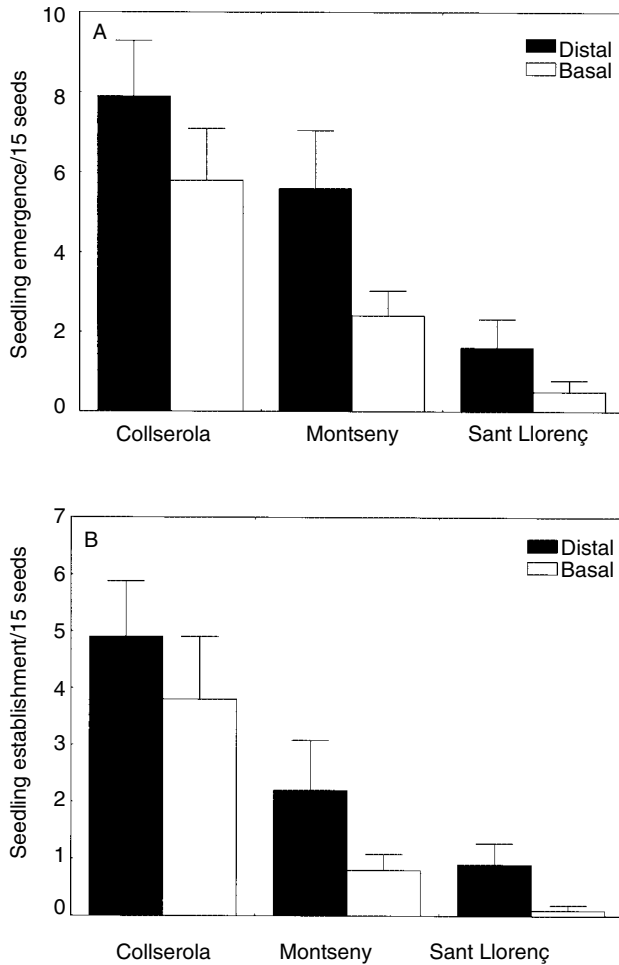 10
A
Distal
Basal
8
6
4
2
0
Seedling emergence/15 seeds
Collserola
Montseny
Sant Llorenç
7
B
Distal
Basal
6
5
4
3
2
1
0
Seedling establishment/15 seeds
Collserola
Montseny
Sant Llorenç